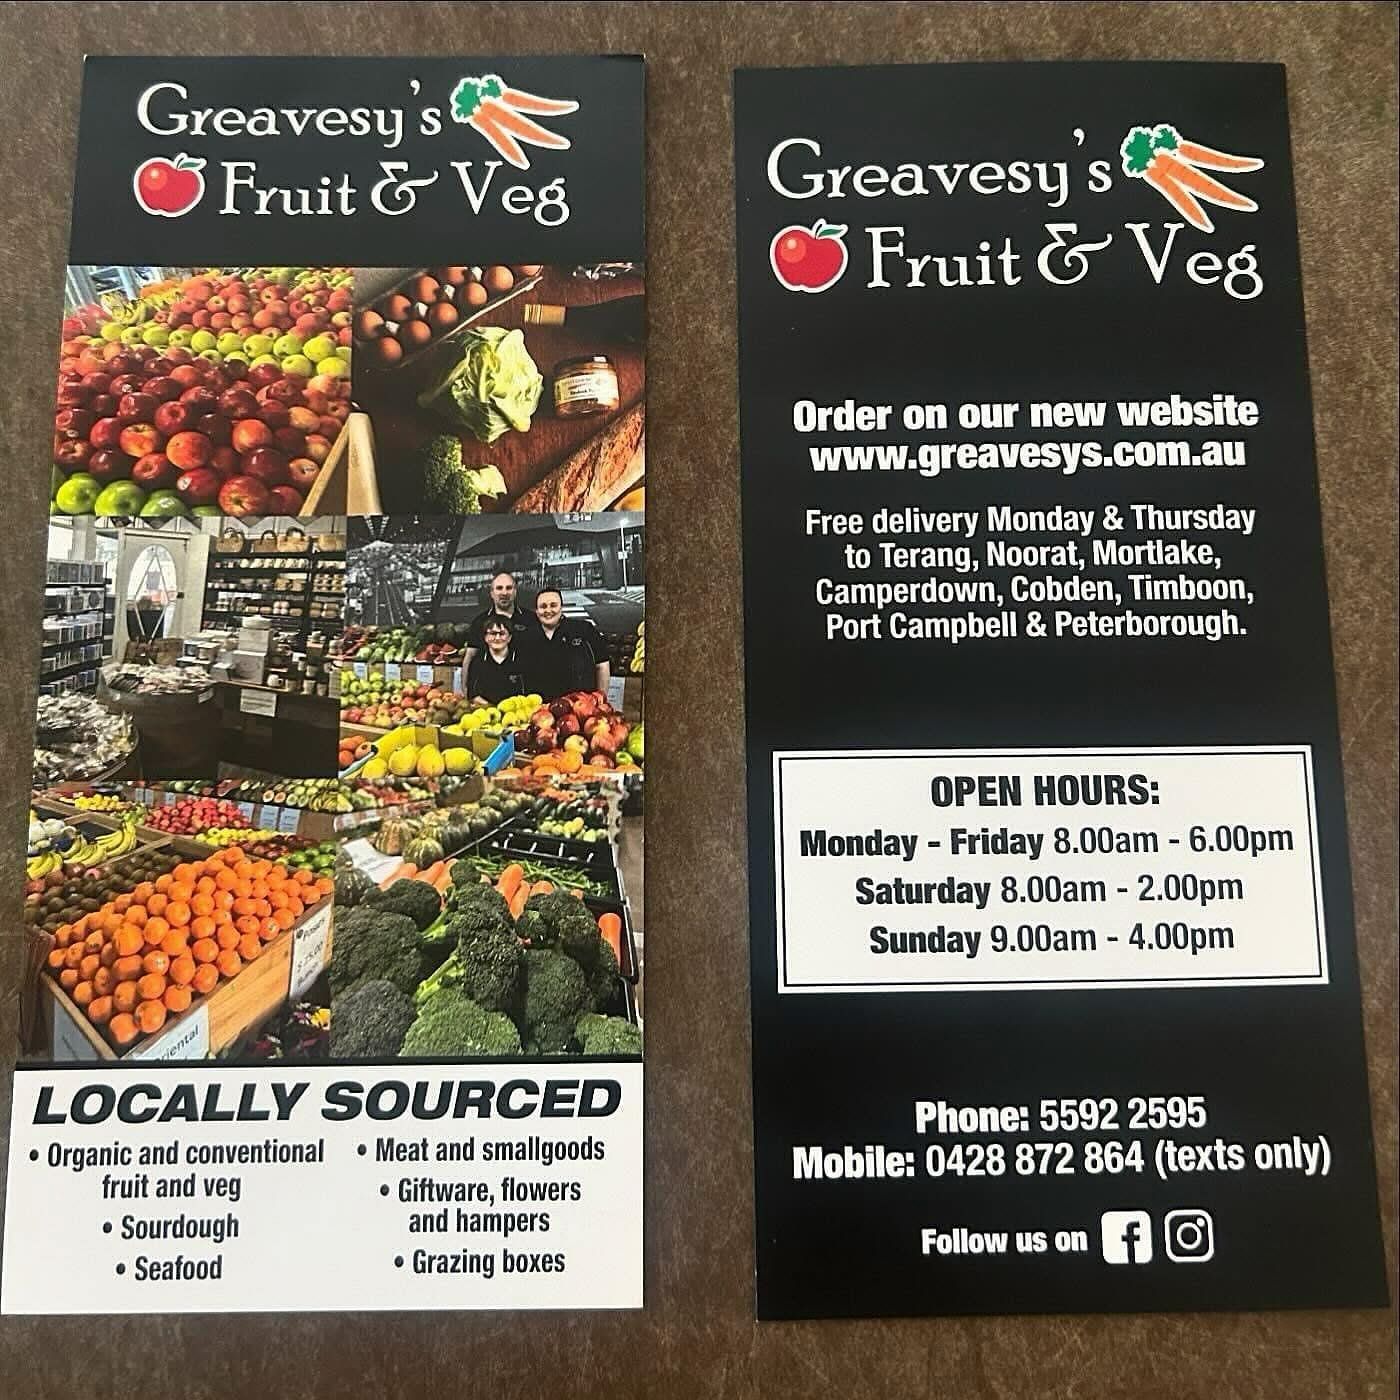 Greavesy's
Fruit & Veg
LOCALLY SOURCED
• Organic and conventional
fruit and veg
• Sourdough
• Seafood
• Meat and smallgoods
• Giftware, flowers
and hampers
• Grazing boxes
Greavesy's
Fruit & Veg
Order on our new website
www.greavesys.com.au
Free delivery Monday & Thursday
to Terang, Noorat, Mortlake,
Camperdown, Cobden, Timboon,
Port Campbell & Peterborough.
OPEN HOURS:
Monday - Friday 8.00am - 6.00pm
Saturday 8.00am - 2.00pm
Sunday 9.00am - 4.00pm
Phone: 5592 2595
Mobile: 0428 872 864 (texts only)
Follow us on